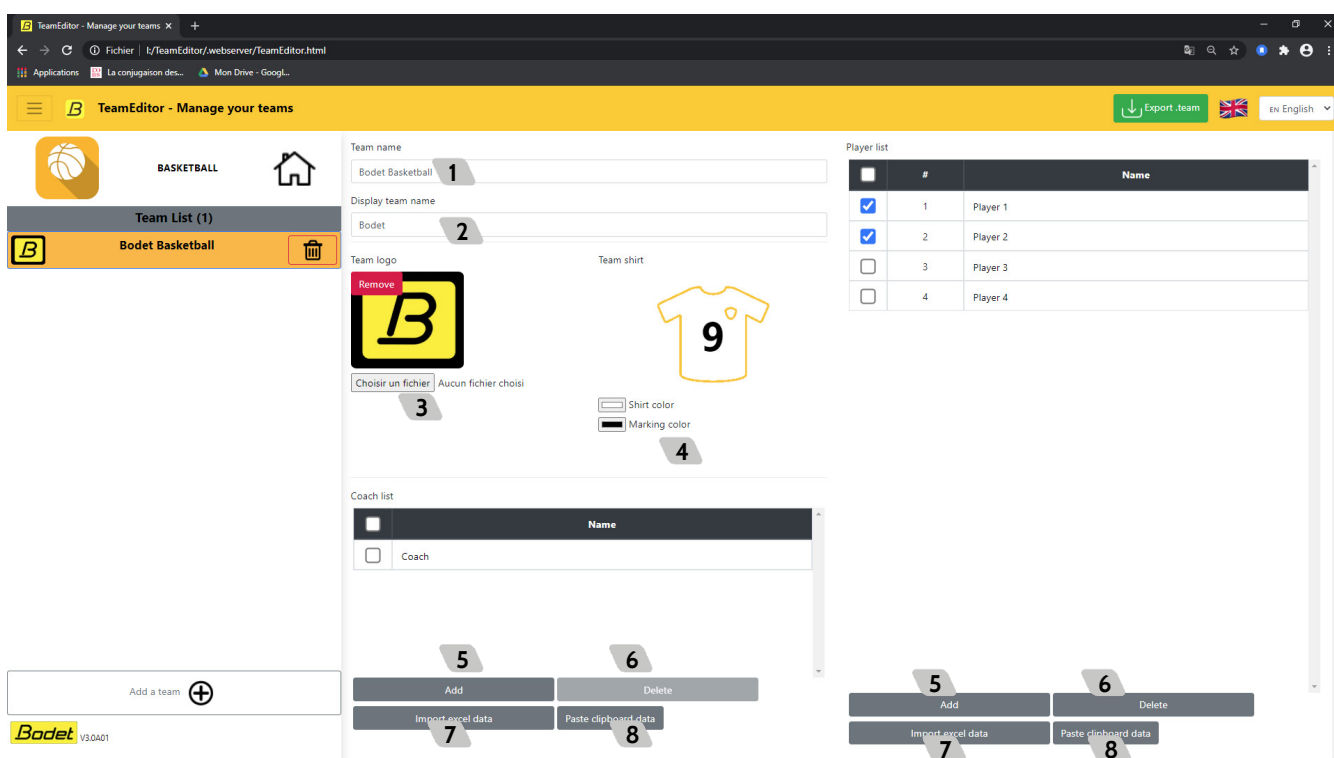 TeamEditor - Manage your teams
Fichier | I:/TeamEditor/.webserver/TeamEditor.html
Applications La conjugaison des... Mon Drive - Googl...
B TeamEditor - Manage your teams Export .team EN English
BASKETBALL
Team List (1)
B Bodet Basketball
Add a team
Bodet V3.0A01
Team name
Bodet Basketball 1
Display team name
Bodet 2
Team logo
Remove
B
Choisir un fichier Aucun fichier choisi
3
Team shirt
9
Shirt color
Marking color
4
Coach list
Name
Coach
5 6
Add Delete
Import excel data Paste clipboard data
7 8
Player list
# Name
1 Player 1
2 Player 2
3 Player 3
4 Player 4
5 6
Add Delete
Import excel data Paste clipboard data
7 8